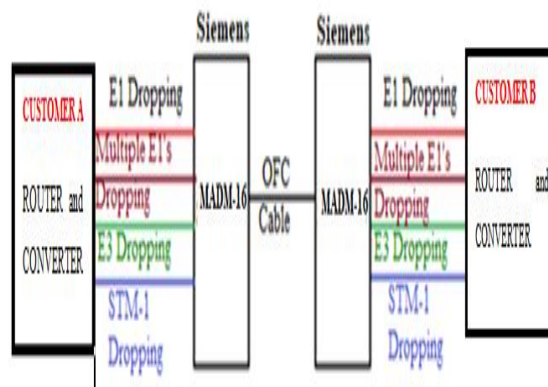 Siemens
Siemens
CUSTOMER A
ROUTER and
CONVERTER
E1 Dropping
Multiple E1's
Dropping
E3 Dropping
STM-1
Dropping
MADM-16
OFC
Cable
MADM-16
E1 Dropping
Multiple E1's
Dropping
E3 Dropping
STM-1
Dropping
CUSTOMER B
ROUTER and
CONVERTER